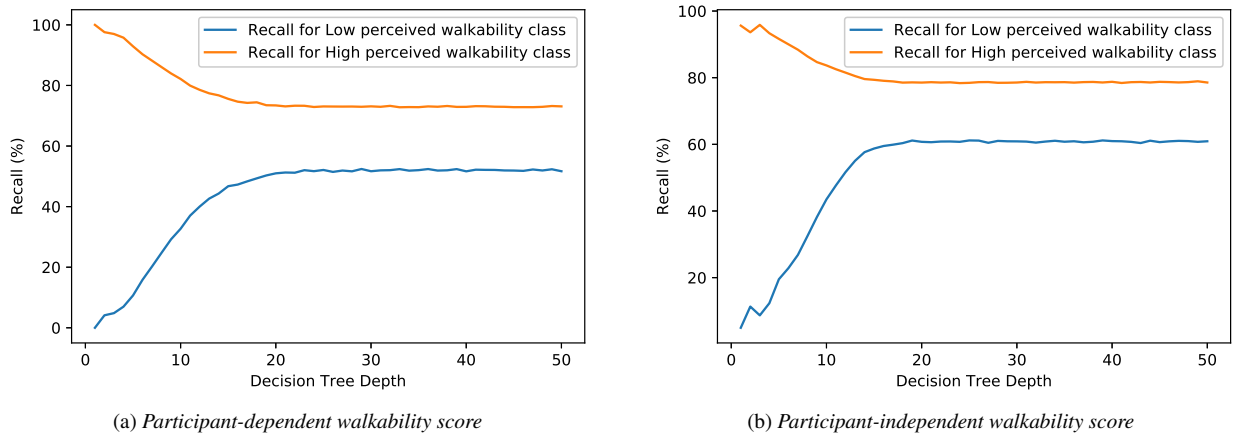 100
80
60
40
20
0
Recall (%)
0 10 20 30 40 50
Decision Tree Depth
Recall for Low perceived walkability class
Recall for High perceived walkability class
(a) Participant-dependent walkability score
100
80
60
40
20
Recall (%)
0 10 20 30 40 50
Decision Tree Depth
Recall for Low perceived walkability class
Recall for High perceived walkability class
(b) Participant-independent walkability score